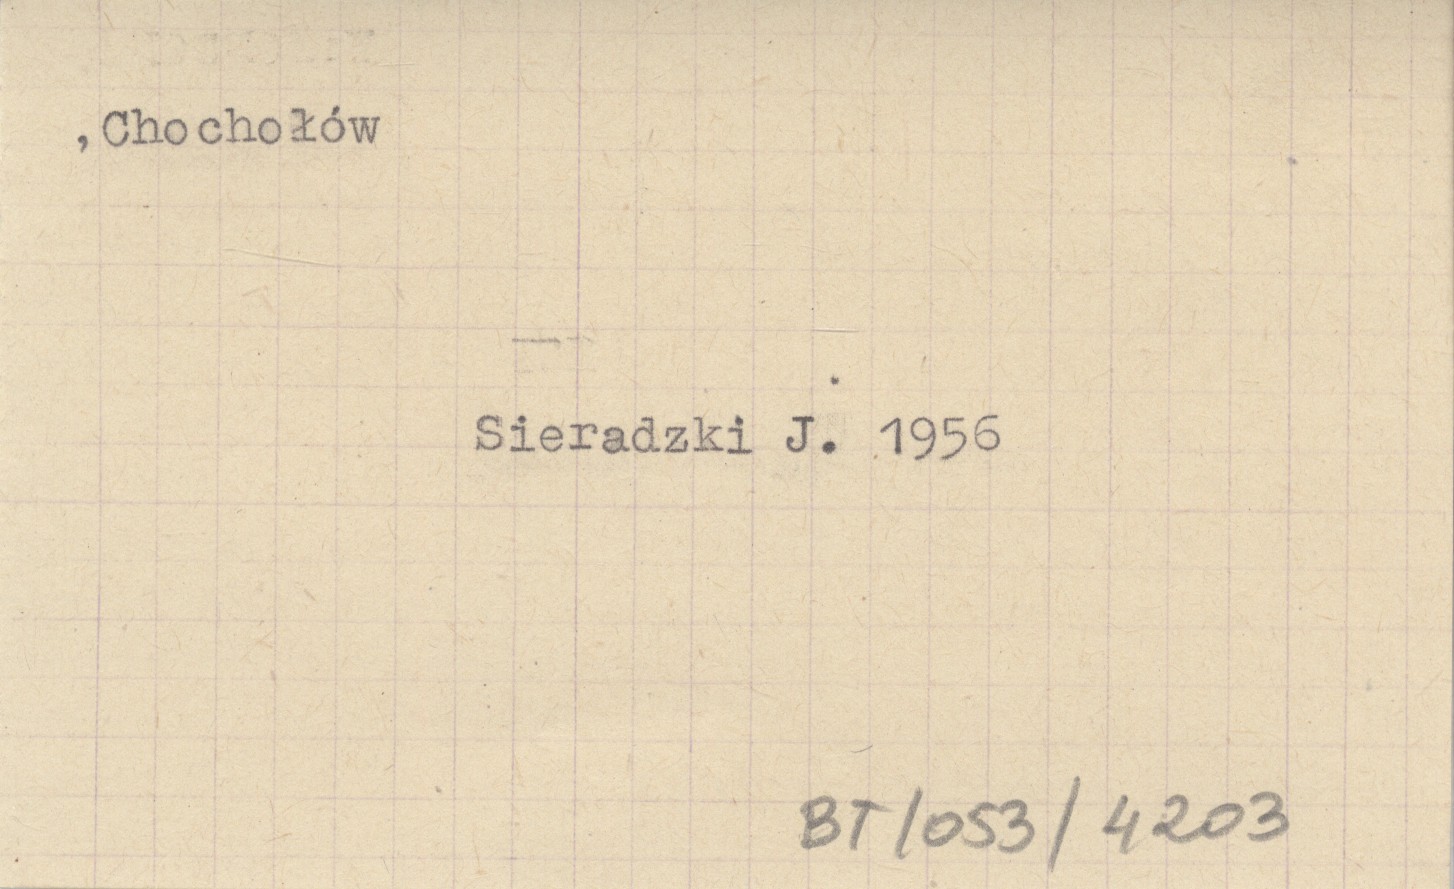 ,Chochołów
Sieradzki J. 1956
BT/053/4203